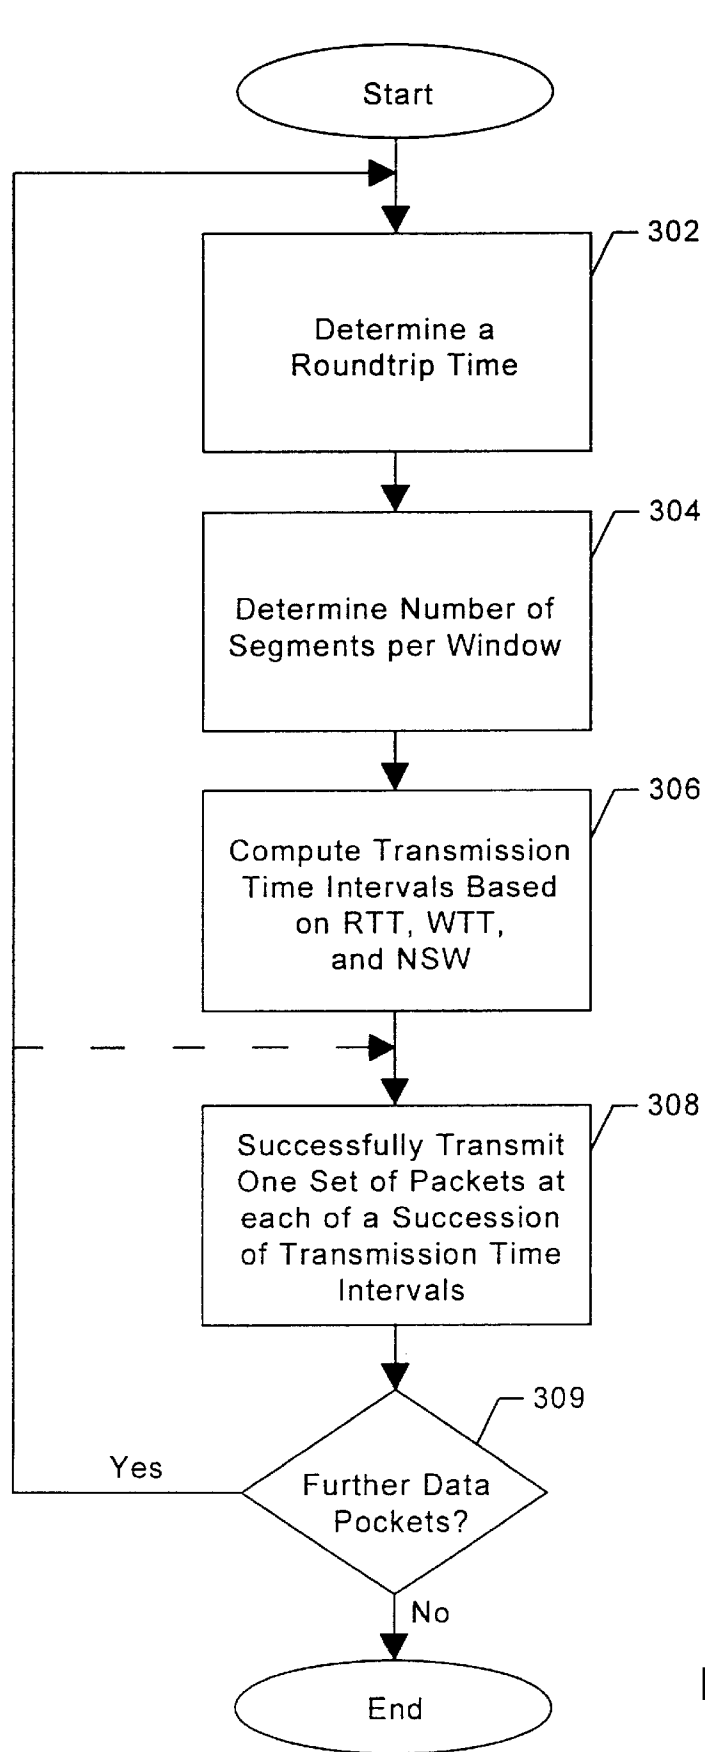 Start
302
Determine a
Roundtrip Time
304
Determine Number of
Segments per Window
306
Compute Transmission
Time Intervals Based
on RTT, WTT,
and NSW
308
Successfully Transmit
One Set of Packets at
each of a Succession
of Transmission Time
Intervals
309
Yes
Further Data
Pockets?
No
End